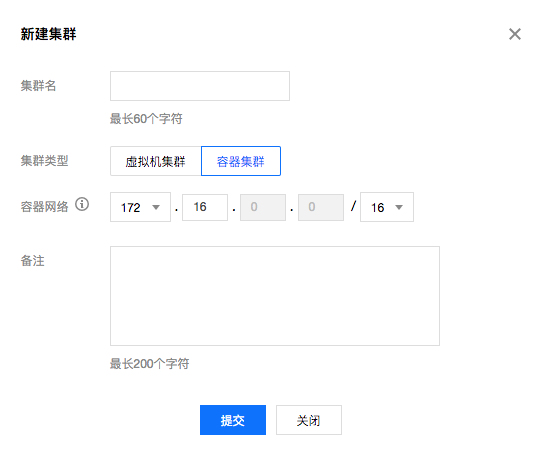 新建集群
集群名
最长60个字符
集群类型 虚拟机集群 容器集群
容器网络 172 . 16 . 0 . 0 / 16
备注
最长200个字符
提交 关闭